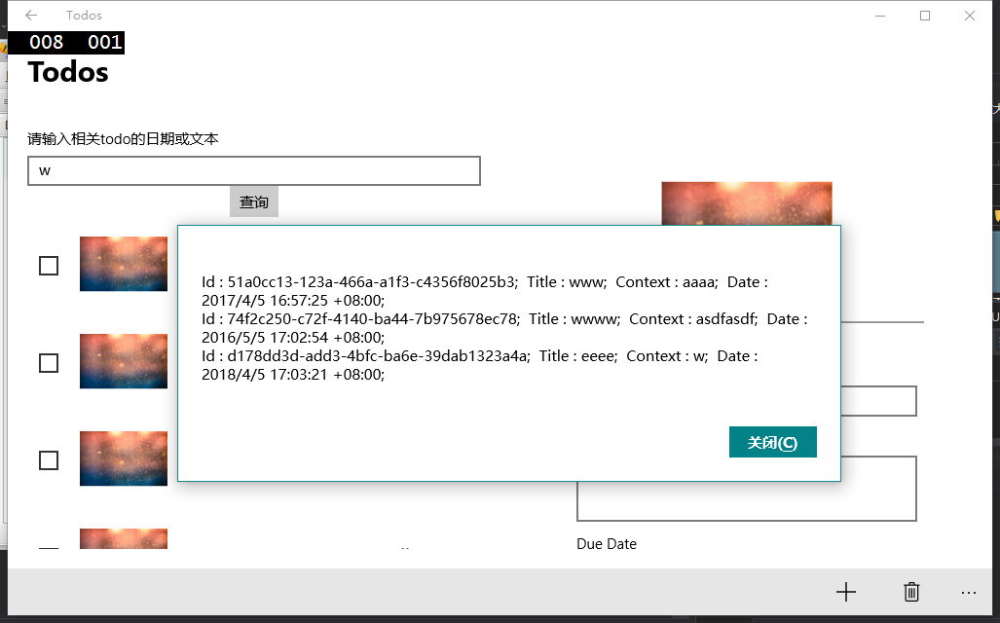 Todos
008 001
Todos
请输入相关todo的日期或文本
w
查询
Id : 51a0cc13-123a-466a-a1f3-c4356f8025b3;  Title : www;  Context : aaaa;  Date :
2017/4/5 16:57:25 +08:00;
Id : 74f2c250-c72f-4140-ba44-7b975678ec78;  Title : wwww;  Context : asdfasdf;  Date :
2016/5/5 17:02:54 +08:00;
Id : d178dd3d-add3-4bfc-ba6e-39dab1323a4a;  Title : eeee;  Context : w;  Date :
2018/4/5 17:03:21 +08:00;
关闭(C)
Due Date